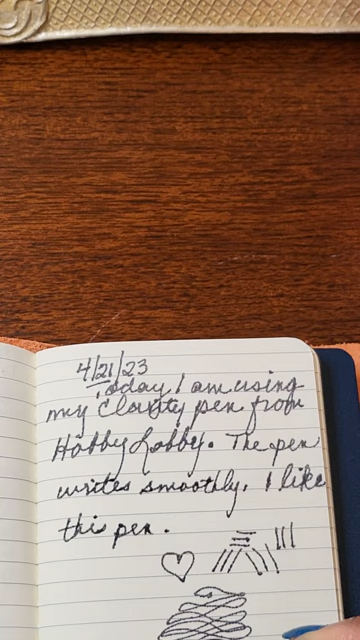 4/21/23
Today I am using
my Clarity pen from
Hobby Lobby. The pen
writes smoothly. I like
this pen.